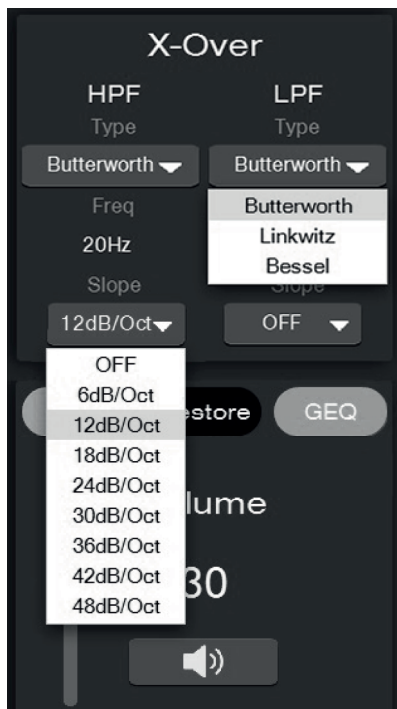 X-Over
HPF LPF
Type Type
Butterworth Butterworth
Freq
Butterworth
Linkwitz
Bessel
20Hz
Slope Slope
12dB/Oct OFF
OFF
6dB/Oct
12dB/Oct
18dB/Oct
24dB/Oct
30dB/Oct
36dB/Oct
42dB/Oct
48dB/Oct
estore GEQ
lume
30